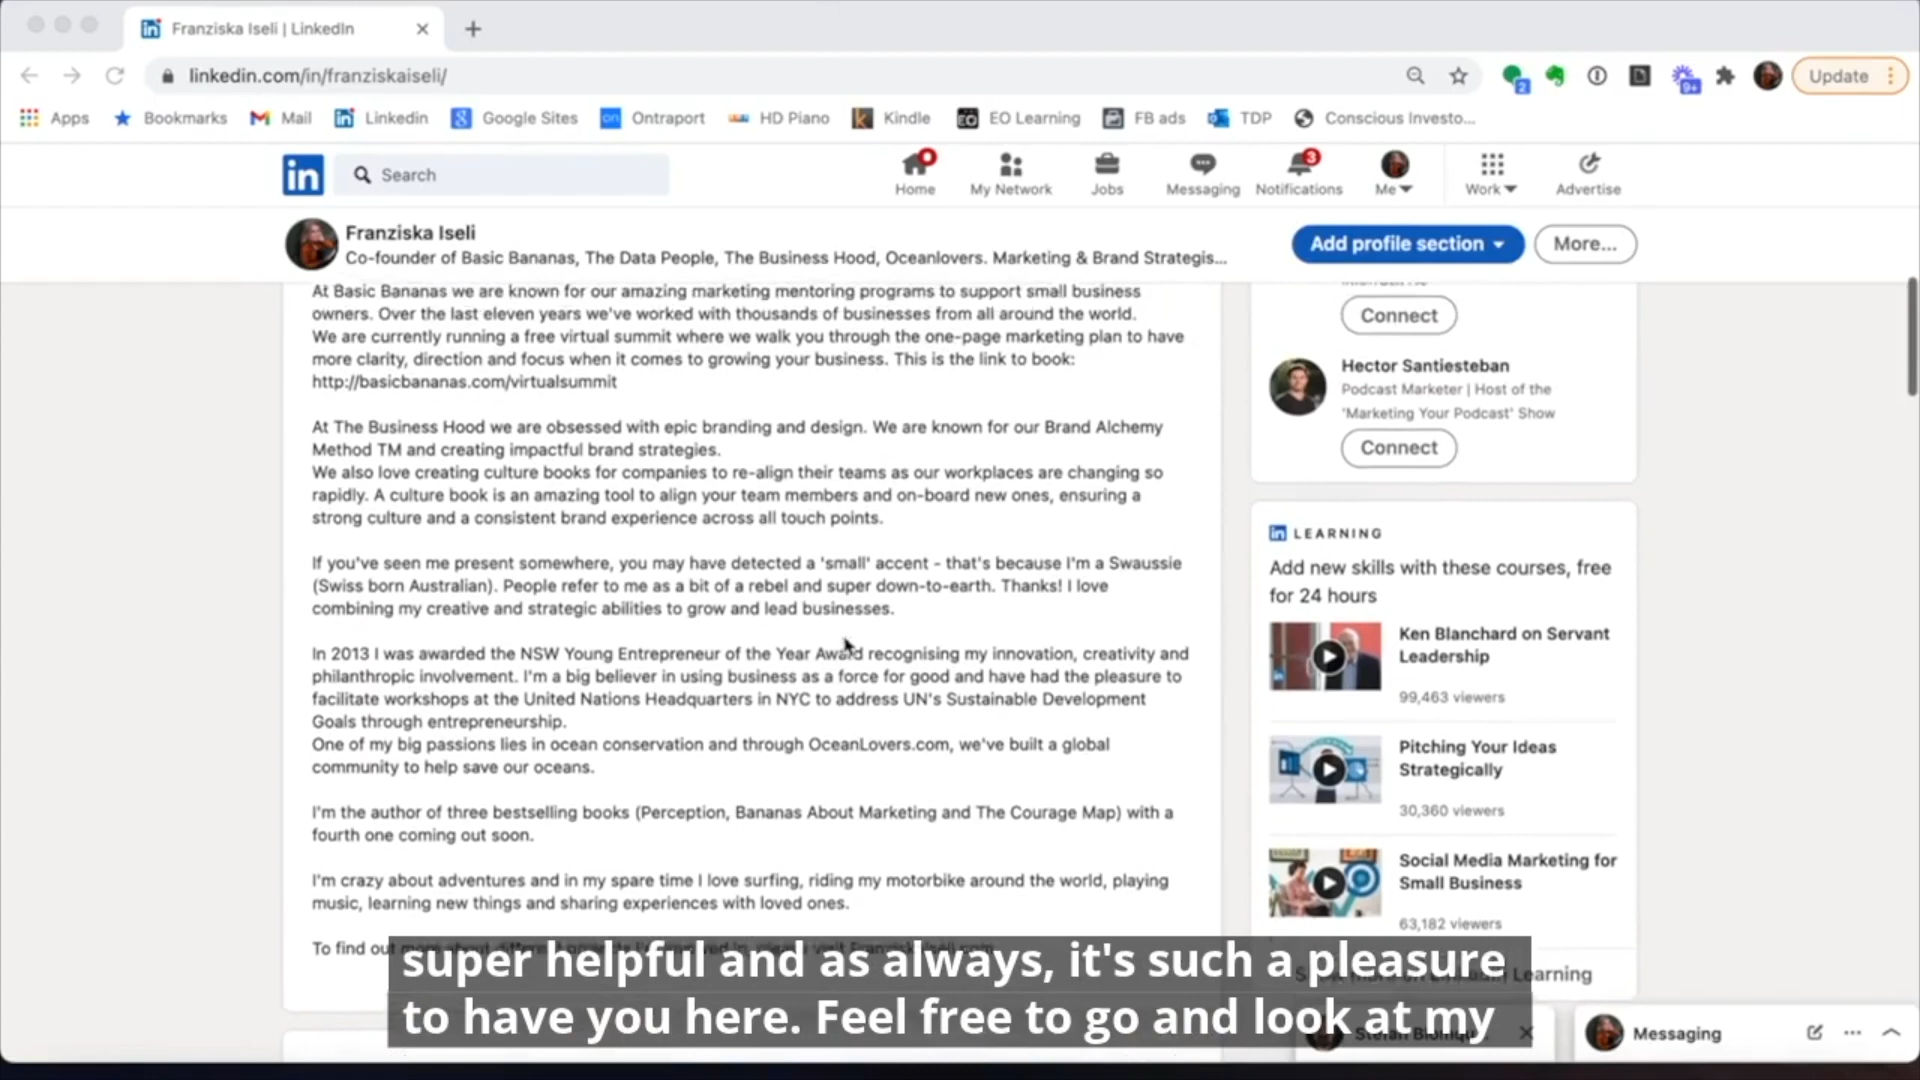 Franziska Iseli | LinkedIn
linkedin.com/in/franziskaiseli/
2
9+
Update
Apps
Bookmarks
Mail
Linkedin
Google Sites
on
Ontraport
HD Piano
Kindle
EO Learning
FB ads
TDP
Conscious Investo...
in
Search
Home
My Network
Jobs
Messaging
3
Notifications
Me
Work
Advertise
Franziska Iseli
Co-founder of Basic Bananas, The Data People, The Business Hood, Oceanlovers. Marketing & Brand Strategis...
Add profile section
More...
At Basic Bananas we are known for our amazing marketing mentoring programs to support small business
owners. Over the last eleven years we've worked with thousands of businesses from all around the world.
We are currently running a free virtual summit where we walk you through the one-page marketing plan to have
more clarity, direction and focus when it comes to growing your business. This is the link to book:
http://basicbananas.com/virtualsummit
At The Business Hood we are obsessed with epic branding and design. We are known for our Brand Alchemy
Method TM and creating impactful brand strategies.
We also love creating culture books for companies to re-align their teams as our workplaces are changing so
rapidly. A culture book is an amazing tool to align your team members and on-board new ones, ensuring a
strong culture and a consistent brand experience across all touch points.
If you've seen me present somewhere, you may have detected a 'small' accent - that's because I'm a Swaussie
(Swiss born Australian). People refer to me as a bit of a rebel and super down-to-earth. Thanks! I love
combining my creative and strategic abilities to grow and lead businesses.
In 2013 I was awarded the NSW Young Entrepreneur of the Year Award recognising my innovation, creativity and
philanthropic involvement. I'm a big believer in using business as a force for good and have had the pleasure to
facilitate workshops at the United Nations Headquarters in NYC to address UN's Sustainable Development
Goals through entrepreneurship.
One of my big passions lies in ocean conservation and through OceanLovers.com, we've built a global
community to help save our oceans.
I'm the author of three bestselling books (Perception, Bananas About Marketing and The Courage Map) with a
fourth one coming out soon.
I'm crazy about adventures and in my spare time I love surfing, riding my motorbike around the world, playing
music, learning new things and sharing experiences with loved ones.
To find out
Connect
Hector Santiesteban
Podcast Marketer | Host of the
'Marketing Your Podcast' Show
Connect
in LEARNING
Add new skills with these courses, free
for 24 hours
Ken Blanchard on Servant
Leadership
99,463 viewers
Pitching Your Ideas
Strategically
30,360 viewers
Social Media Marketing for
Small Business
63,182 viewers
Learning
Messaging
super helpful and as always, it's such a pleasure
to have you here. Feel free to go and look at my